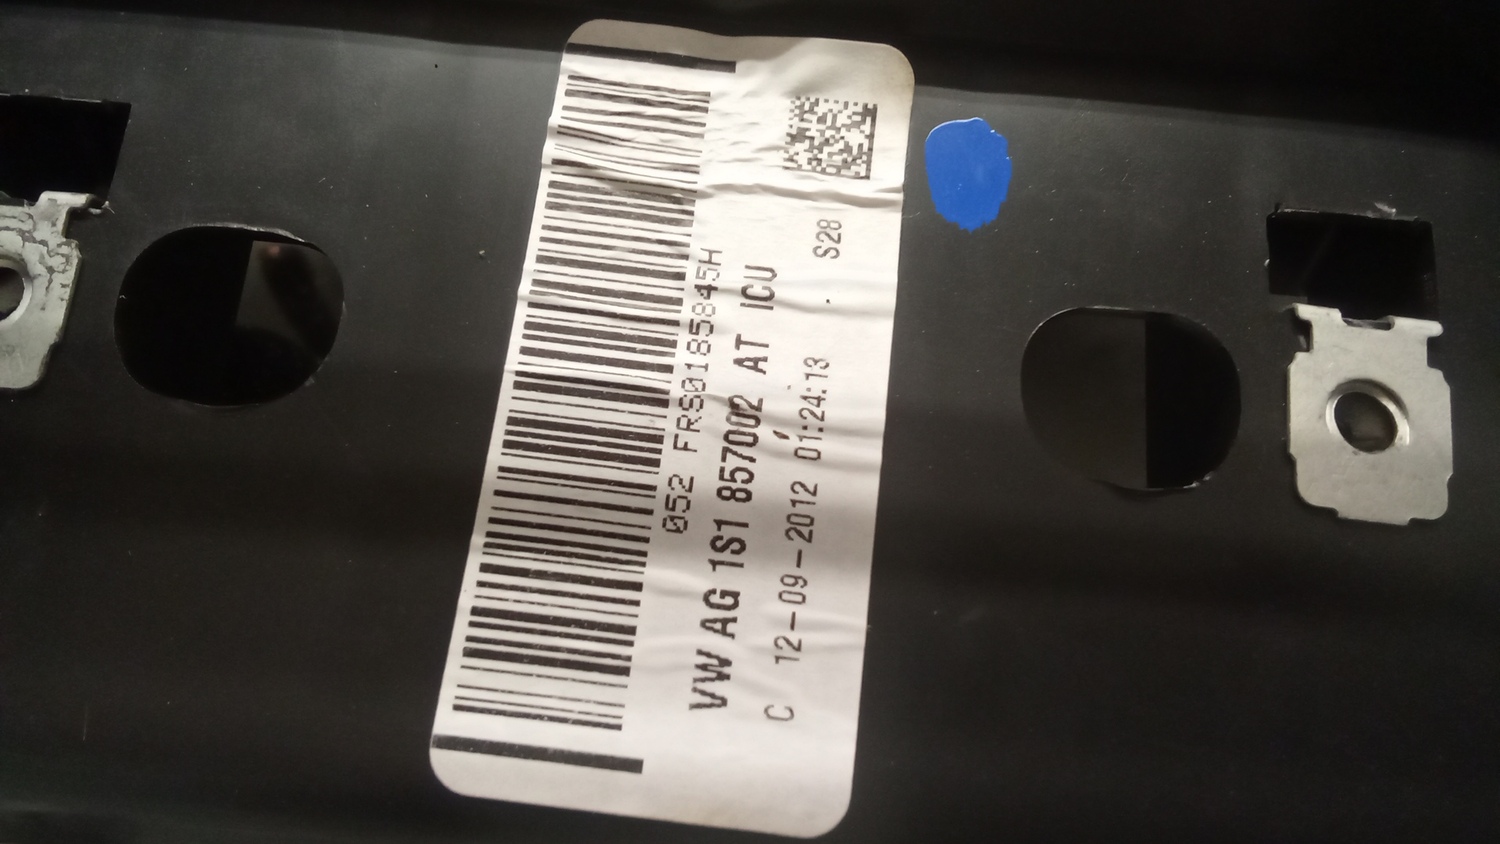 052 FRS0185845H
VW AG 1S1 857002 AT ICU
C 12-09-2012 01:24:13 S28